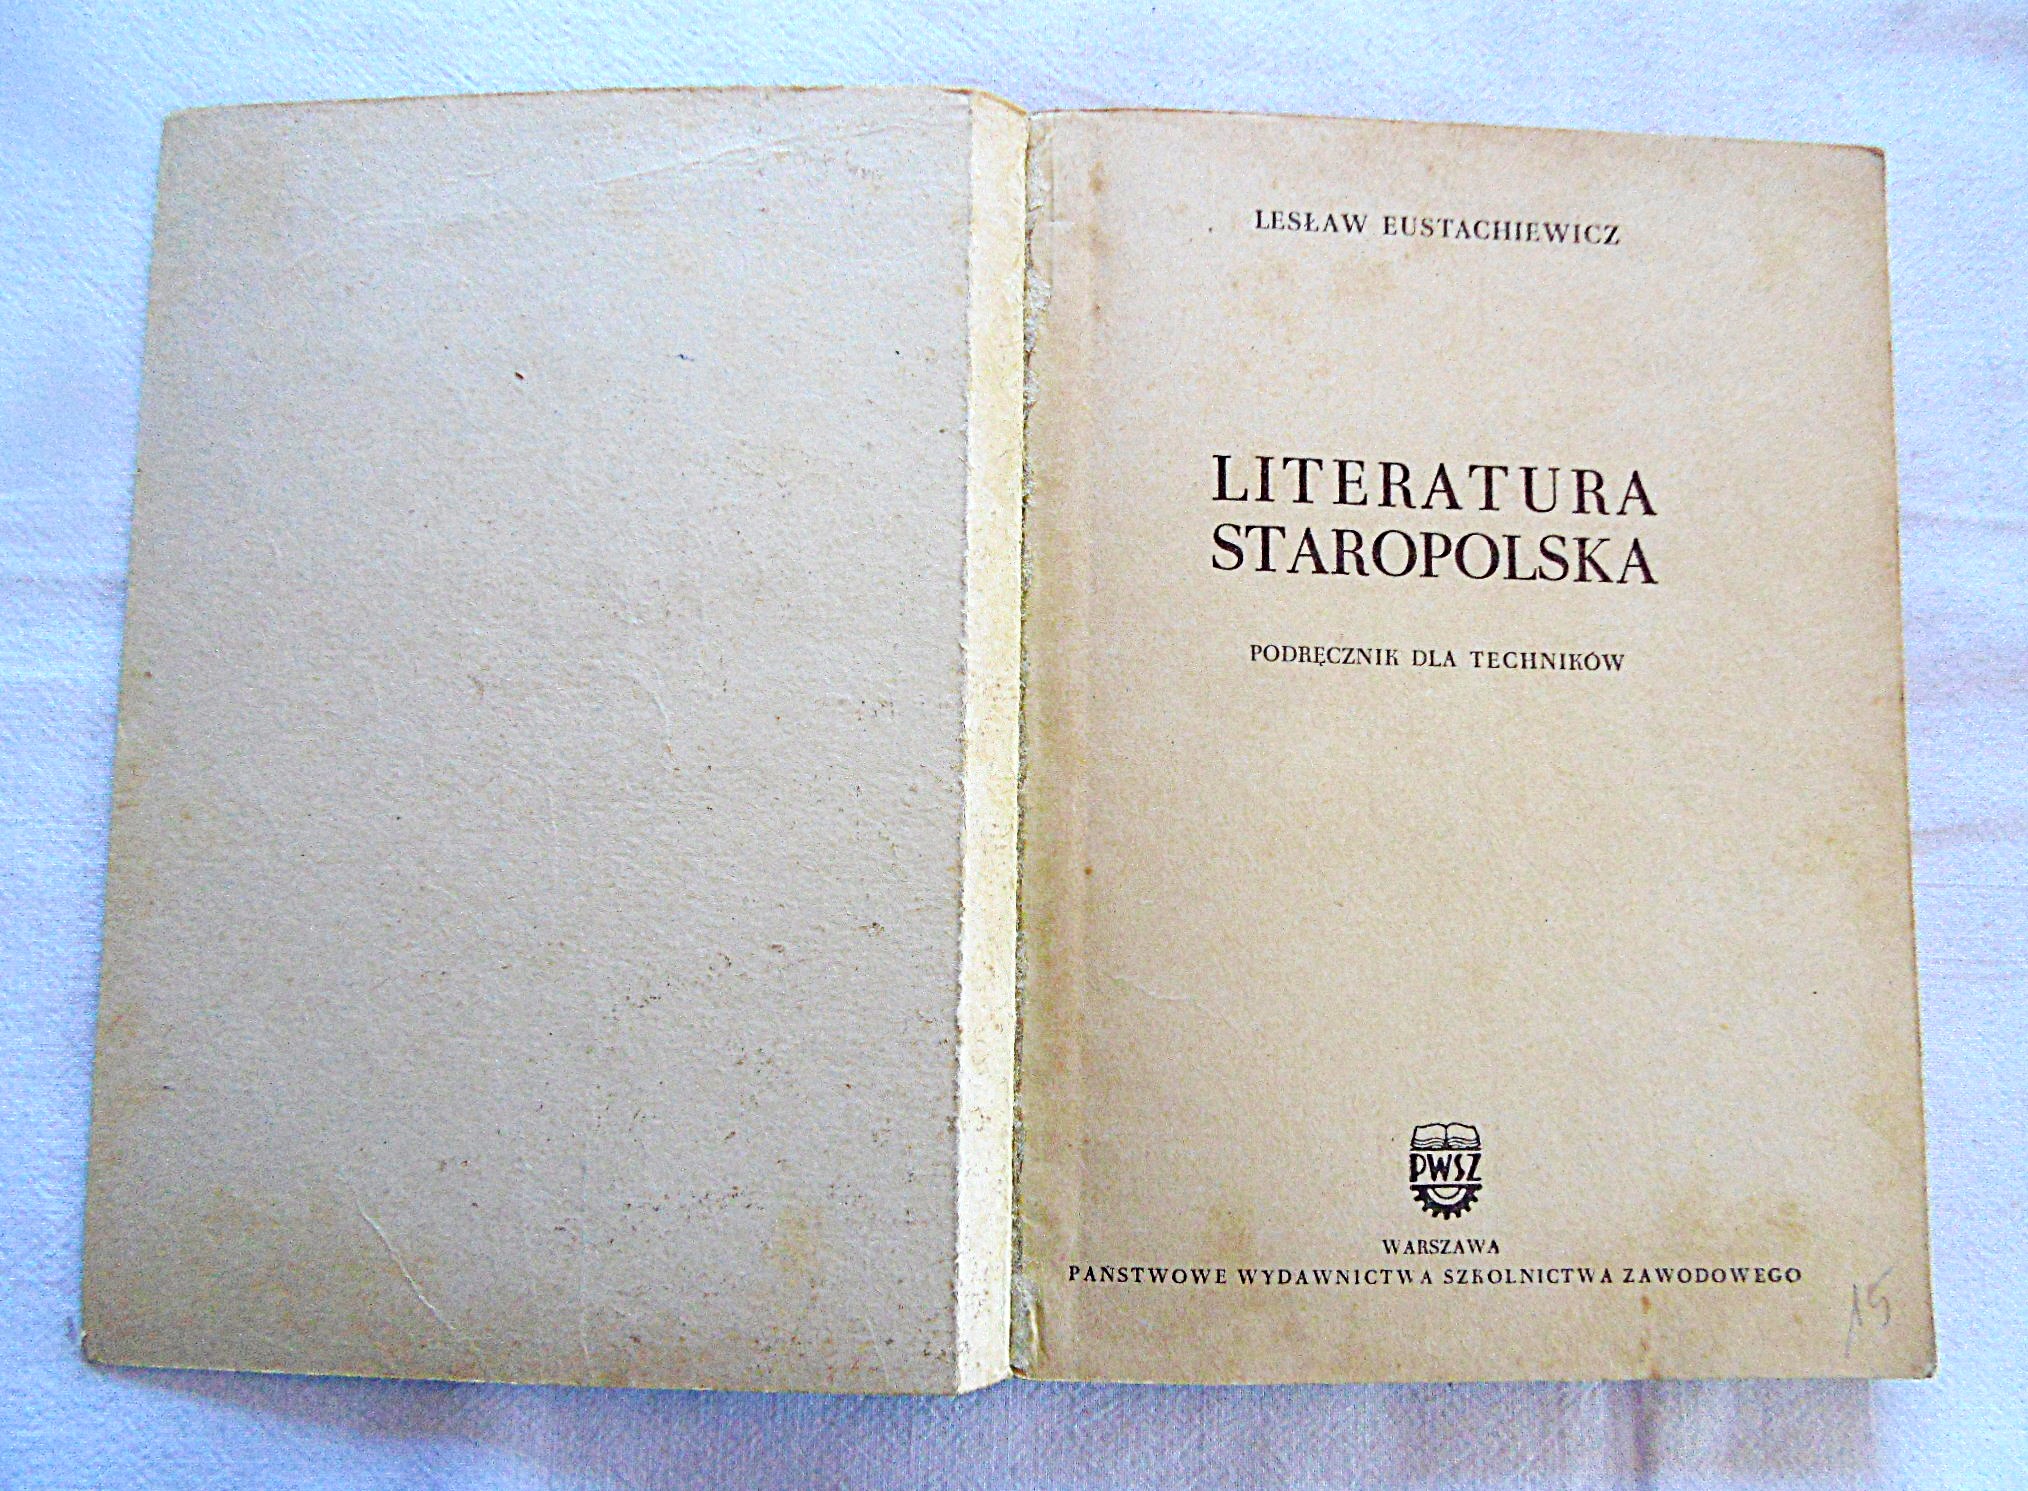 LESŁAW EUSTACHIEWICZ
LITERATURA
STAROPOLSKA
PODRĘCZNIK DLA TECHNIKÓW
PWSZ
WARSZAWA
PAŃSTWOWE WYDAWNICTWA SZKOLNICTWA ZAWODOWEGO
15